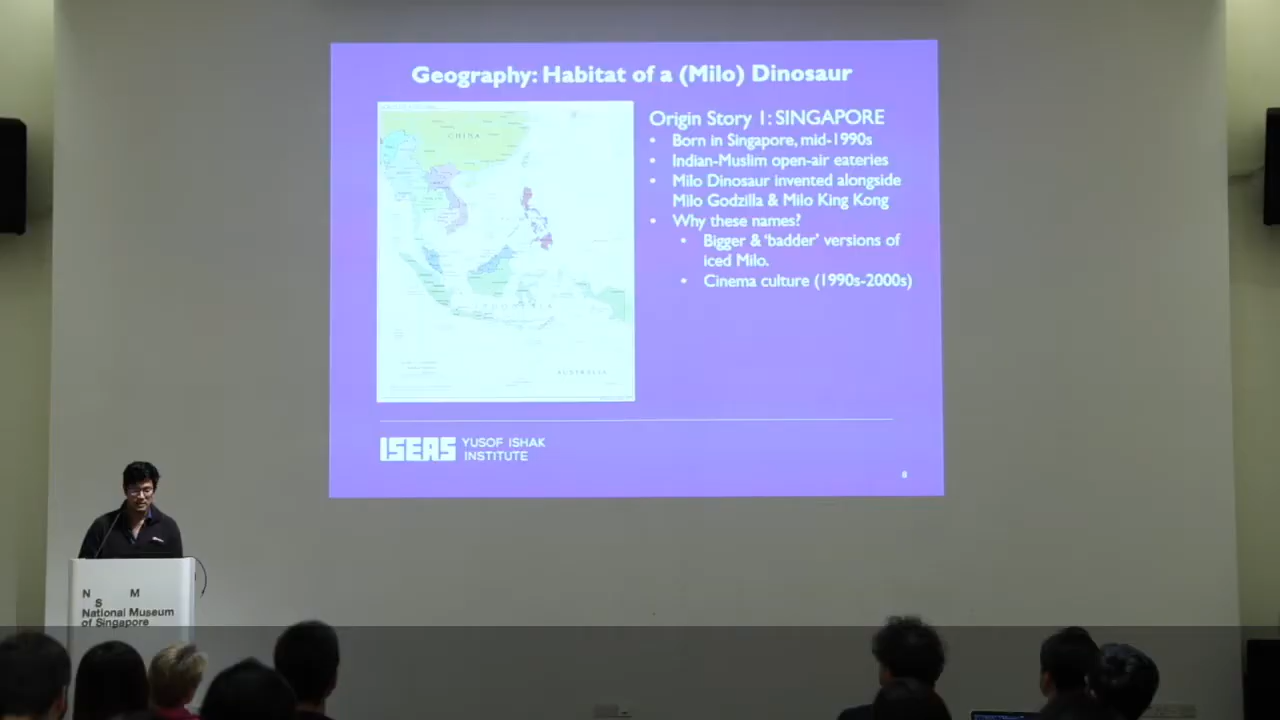 Geography: Habitat of a (Milo) Dinosaur
CHINA
AUSTRALIA
Origin Story 1: SINGAPORE
• Born in Singapore, mid-1990s
• Indian-Muslim open-air eateries
• Milo Dinosaur invented alongside
Milo Godzilla & Milo King Kong
• Why these names?
• Bigger & ‘badder’ versions of
iced Milo.
• Cinema culture (1990s-2000s)
ISEAS YUSOF ISHAK
INSTITUTE
N M
S
National Museum
of Singapore